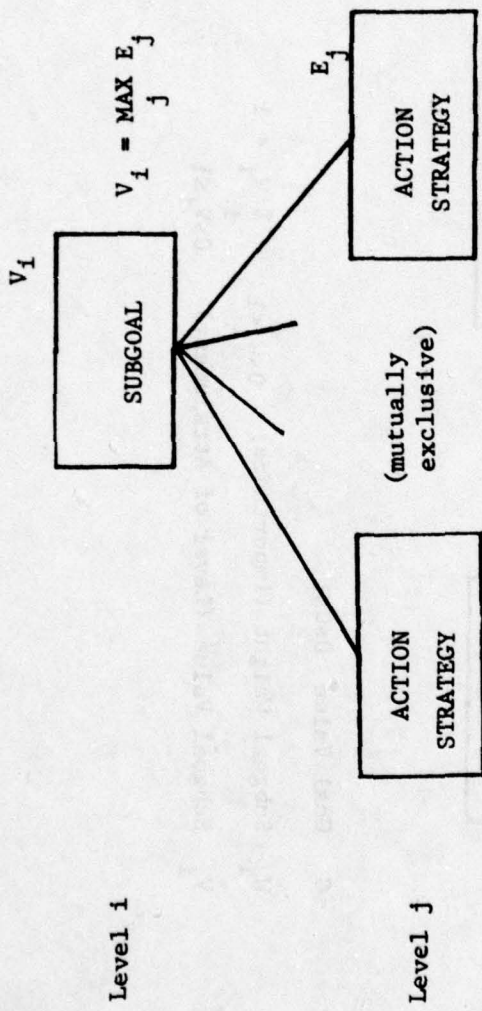 V_i
Level i
SUBGOAL
V_i = MAX E_j
j
E_j
Level j
ACTION
STRATEGY
(mutually
exclusive)
ACTION
STRATEGY